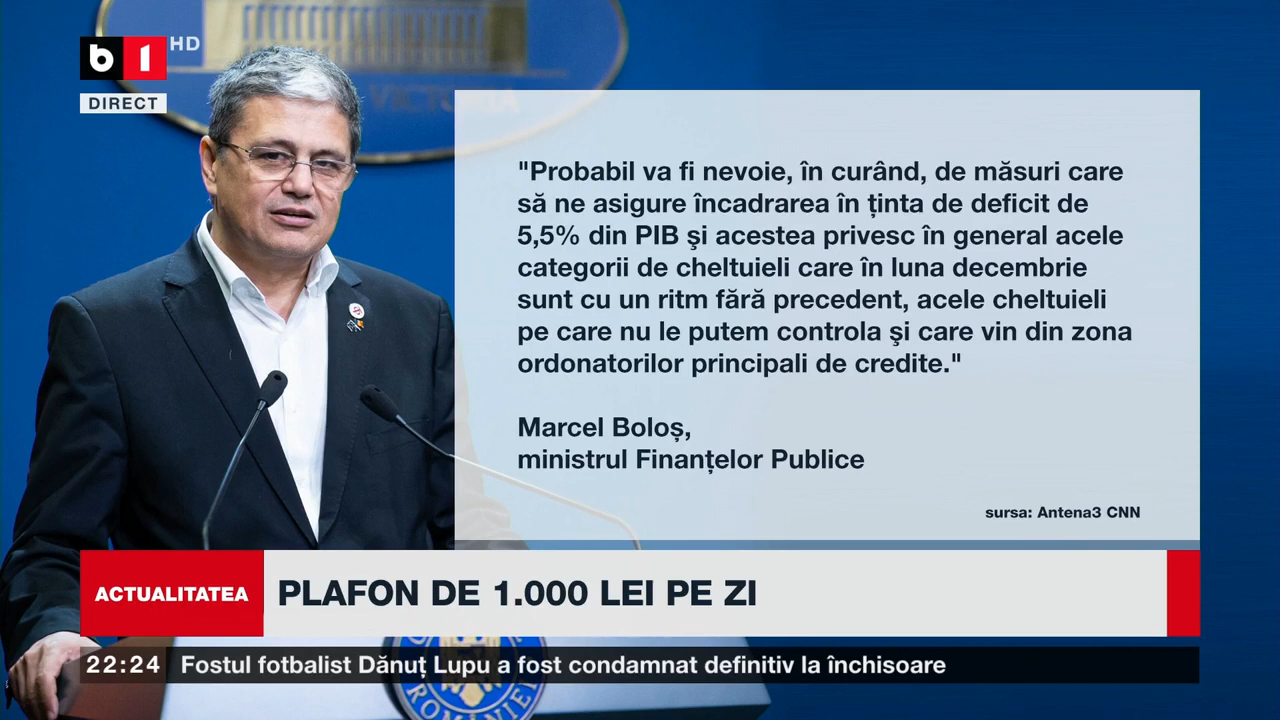 b1 HD
DIRECT
VICTORIA
"Probabil va fi nevoie, în curând, de măsuri care
să ne asigure încadrarea în ținta de deficit de
5,5% din PIB şi acestea privesc în general acele
categorii de cheltuieli care în luna decembrie
sunt cu un ritm fără precedent, acele cheltuieli
pe care nu le putem controla şi care vin din zona
ordonatorilor principali de credite."
Marcel Boloș,
ministrul Finanțelor Publice
sursa: Antena3 CNN
ACTUALITATEA
PLAFON DE 1.000 LEI PE ZI
22:24 Fostul fotbalist Dănuț Lupu a fost condamnat definitiv la închisoare